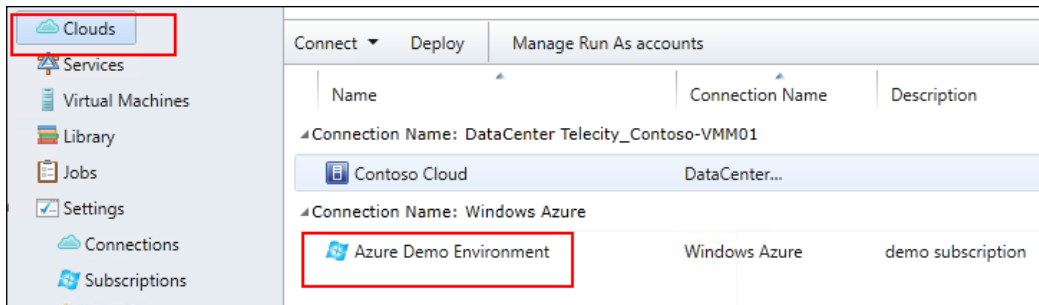 Clouds
Services
Virtual Machines
Library
Jobs
Settings
Connections
Subscriptions
Connect Deploy Manage Run As accounts
Name Connection Name Description
Connection Name: DataCenter Telecity_Contoso-VMM01
Contoso Cloud DataCenter...
Connection Name: Windows Azure
Azure Demo Environment Windows Azure demo subscription